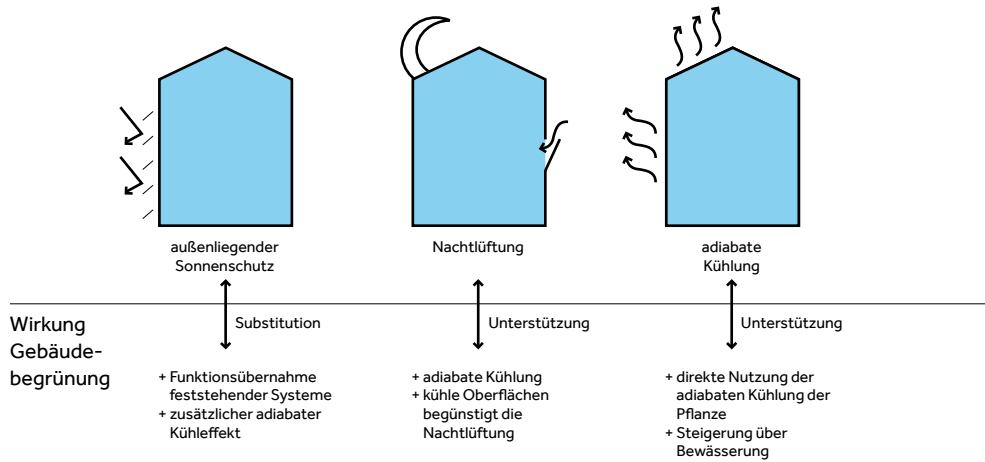 außenliegender
Sonnenschutz
Nachtlüftung
adiabate
Kühlung
Wirkung
Gebäude-
begrünung
Substitution
Unterstützung
Unterstützung
+ Funktionsübernahme
feststehender Systeme
+ zusätzlicher adiabater
Kühleffekt
+ adiabate Kühlung
+ kühle Oberflächen
begünstigt die
Nachtlüftung
+ direkte Nutzung der
adiabaten Kühlung der
Pflanze
+ Steigerung über
Bewässerung